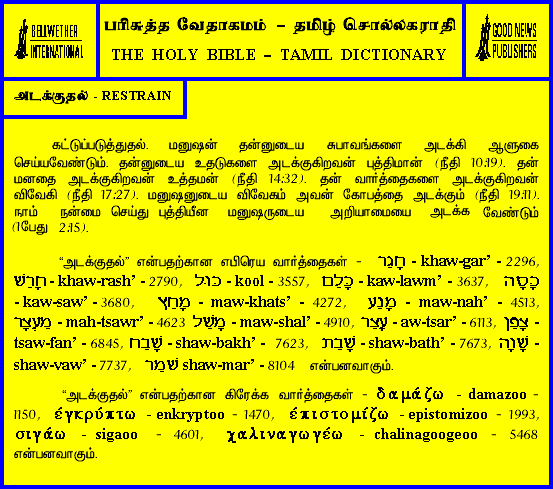 BELLWETHER
INTERNATIONAL
பரிசுத்த வேதாகமம் – தமிழ் சொல்லகராதி
THE HOLY BIBLE – TAMIL DICTIONARY
GOOD NEWS
PUBLISHERS
அடக்குதல் - RESTRAIN
கட்டுப்படுத்துதல். மனுஷன் தன்னுடைய சுபாவங்களை அடக்கி ஆளுகை
செய்யவேண்டும். தன்னுடைய உதடுகளை அடக்குகிறவன் புத்திமான் (நீதி 10:19). தன்
மனதை அடக்குகிறவன் உத்தமன் (நீதி 14:32). தன் வார்த்தைகளை அடக்குகிறவன்
விவேகி (நீதி 17:27). மனுஷனுடைய விவேகம் அவன் கோபத்தை அடக்கும் (நீதி 19:11).
நாம் நன்மை செய்து புத்தியீன மனுஷருடைய அறியாமையை அடக்க வேண்டும்
(1பேது 2:15).
“அடக்குதல்” என்பதற்கான எபிரெய வார்த்தைகள் - חָגַר - khaw-gar’ - 2296,
חָרַשׁ - khaw-rash’ - 2790, כּוּל - kool - 3557, כָּלַם - kaw-lawm’ - 3637, כָּסָה
- kaw-saw’ - 3680, מָחַץ - maw-khats’ - 4272, מָנַע - maw-nah’ - 4513,
מַעְצָר - mah-tsawr’ - 4623 מָשַׁל - maw-shal’ - 4910, עָצַר - aw-tsar’ - 6113, צָפַן -
tsaw-fan’ - 6845, שָׁבַח - shaw-bakh’ - 7623, שָׁבַת - shaw-bath’ - 7673, שָׁוָה -
shaw-vaw’ - 7737, שׁמר shaw-mar’ - 8104 என்பனவாகும்.
“அடக்குதல்” என்பதற்கான கிரேக்க வார்த்தைகள் - δαμάζω - damazoo -
1150, ἐγκρύπτω - enkryptoo - 1470, ἐπιστομίζω - epistomizoo - 1993,
σιγάω - sigaoo - 4601, χαλιναγωγέω - chalinagoogeoo - 5468
என்பனவாகும்.